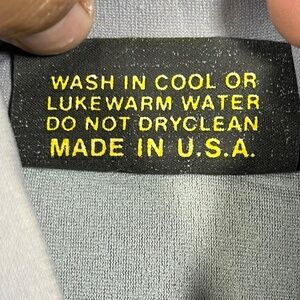 WASH IN COOL OR
LUKEWARM WATER
DO NOT DRYCLEAN
MADE IN U.S.A.